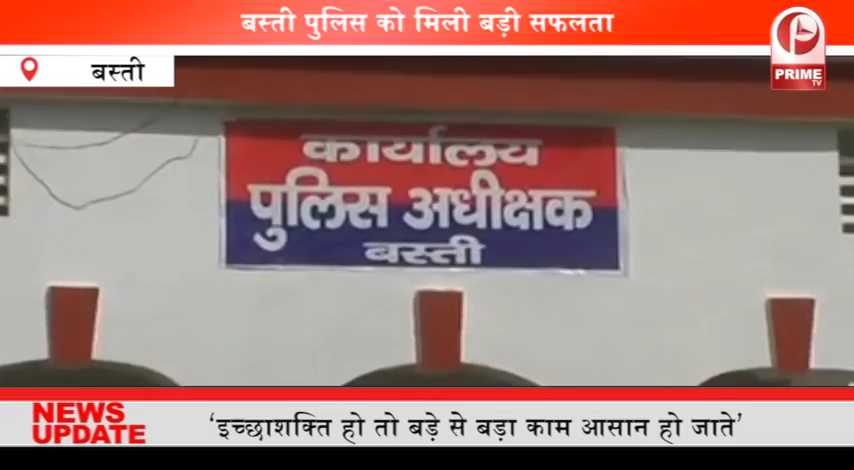 बस्ती पुलिस को मिली बड़ी सफलता
बस्ती
PRIME
TV
कार्यालय
पुलिस अधीक्षक
बस्ती
NEWS
UPDATE
‘इच्छाशक्ति हो तो बड़े से बड़ा काम आसान हो जाते’